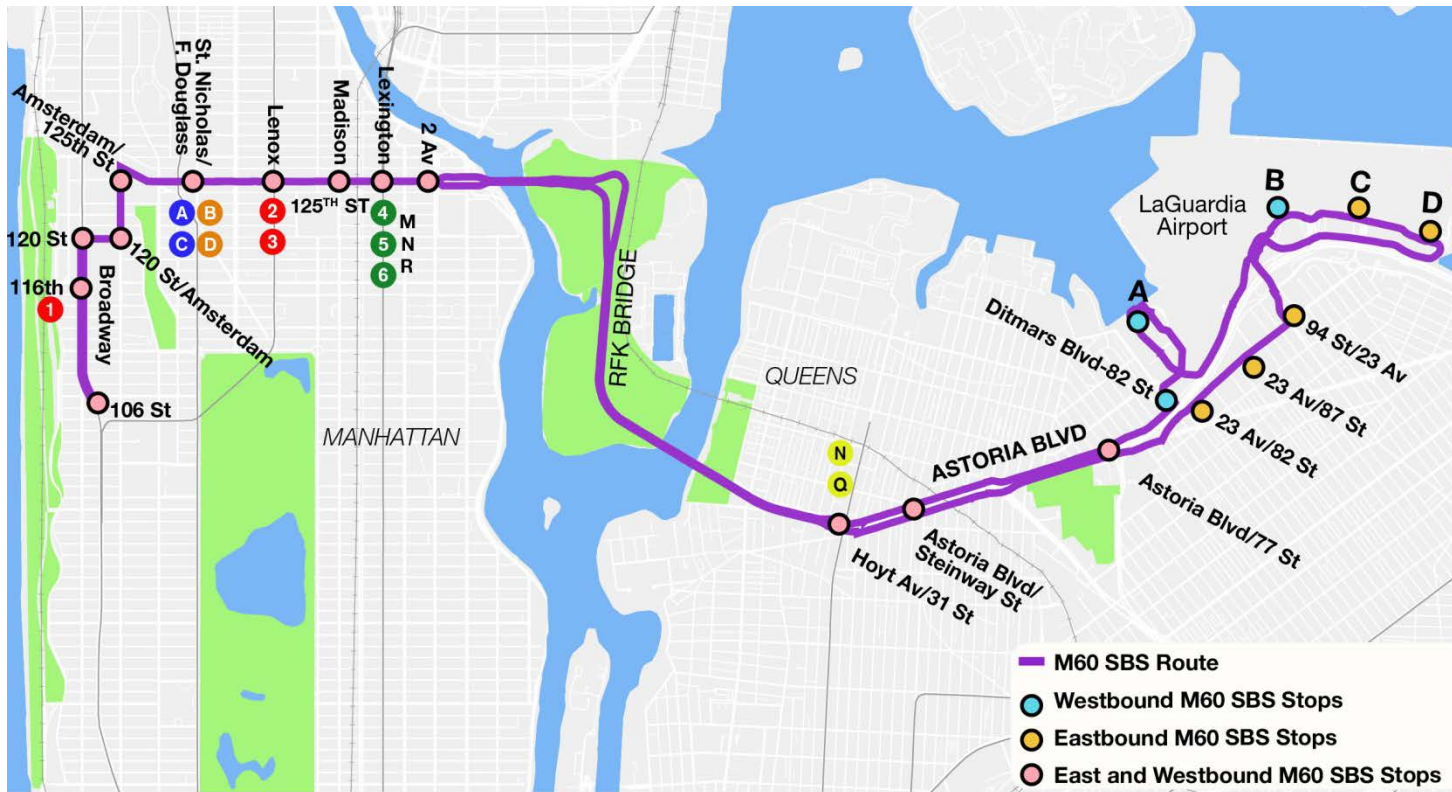 Amsterdam/
125th St
St. Nicholas/
F. Douglass
Lenox
Madison
Lexington
2 Av
125TH ST
A
B
C
D
2
3
4
5
6
M
N
R
120 St
116th
1
Broadway
120 St/Amsterdam
106 St
MANHATTAN
RFK BRIDGE
QUEENS
N
Q
ASTORIA BLVD
Hoyt Av/31 St
Astoria Blvd/
Steinway St
Astoria Blvd/77 St
23 Av/82 St
23 Av/87 St
94 St/23 Av
Ditmars Blvd-82 St
LaGuardia
Airport
A
B
C
D
M60 SBS Route
Westbound M60 SBS Stops
Eastbound M60 SBS Stops
East and Westbound M60 SBS Stops